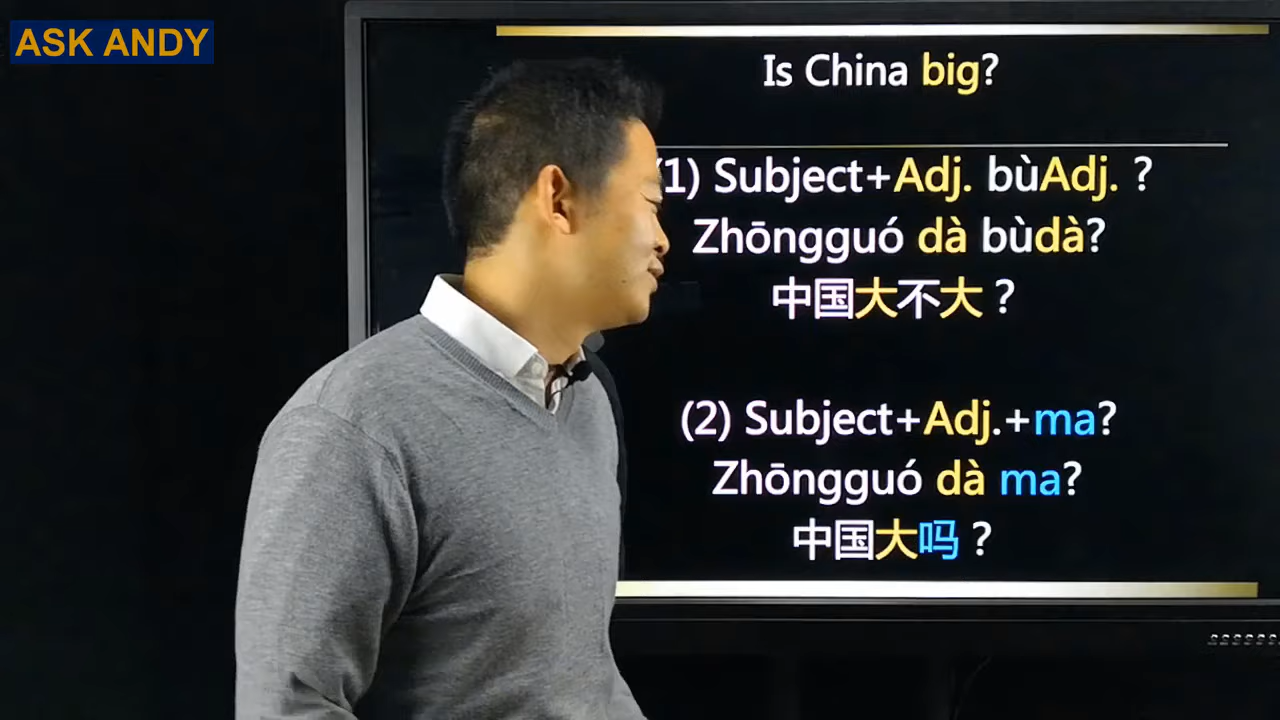 ASK ANDY
Is China big?
(1) Subject+Adj. bùAdj. ?
Zhōngguó dà bùdà?
中国大不大？
(2) Subject+Adj.+ma?
Zhōngguó dà ma?
中国大吗？